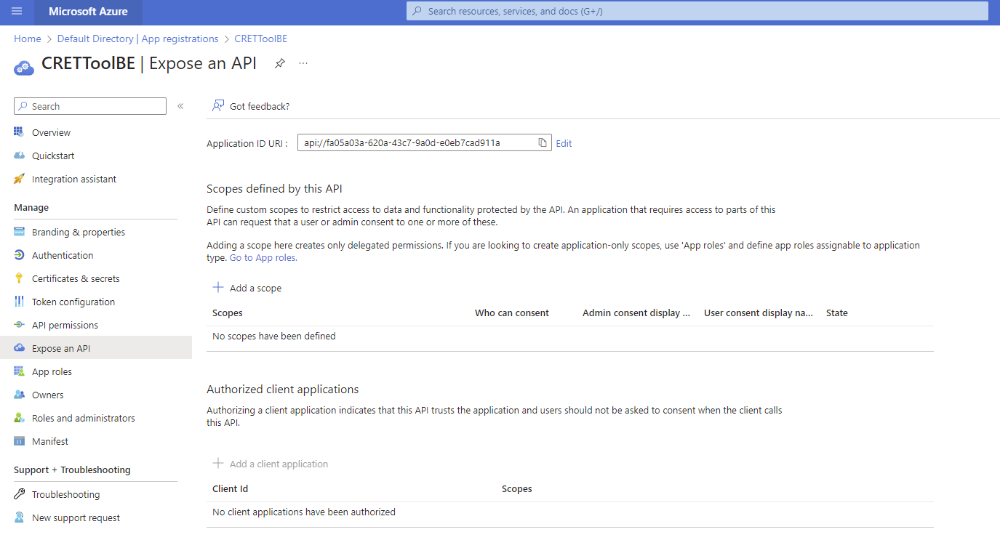 Microsoft Azure
Search resources, services, and docs (G+/)
Home > Default Directory | App registrations > CRETToolBE
CRETToolBE | Expose an API
Search
Got feedback?
Overview
Quickstart
Integration assistant
Manage
Branding & properties
Authentication
Certificates & secrets
Token configuration
API permissions
Expose an API
App roles
Owners
Roles and administrators
Manifest
Support + Troubleshooting
Troubleshooting
New support request
Application ID URI :
api://fa05a03a-620a-43c7-9a0d-e0eb7cad911a
Edit
Scopes defined by this API
Define custom scopes to restrict access to data and functionality protected by the API. An application that requires access to parts of this
API can request that a user or admin consent to one or more of these.
Adding a scope here creates only delegated permissions. If you are looking to create application-only scopes, use 'App roles' and define app roles assignable to application
type. Go to App roles.
Add a scope
Scopes Who can consent Admin consent display ... User consent display na... State
No scopes have been defined
Authorized client applications
Authorizing a client application indicates that this API trusts the application and users should not be asked to consent when the client calls
this API.
Add a client application
Client Id Scopes
No client applications have been authorized